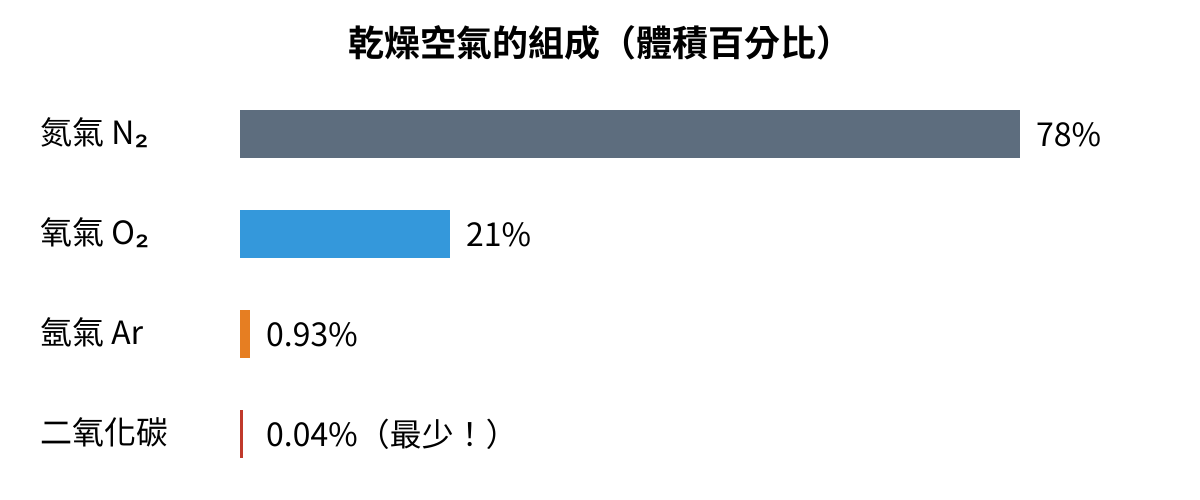 乾燥空氣的組成（體積百分比）
氮氣 N₂ 78%
氧氣 O₂ 21%
氬氣 Ar 0.93%
二氧化碳 0.04%（最少！）